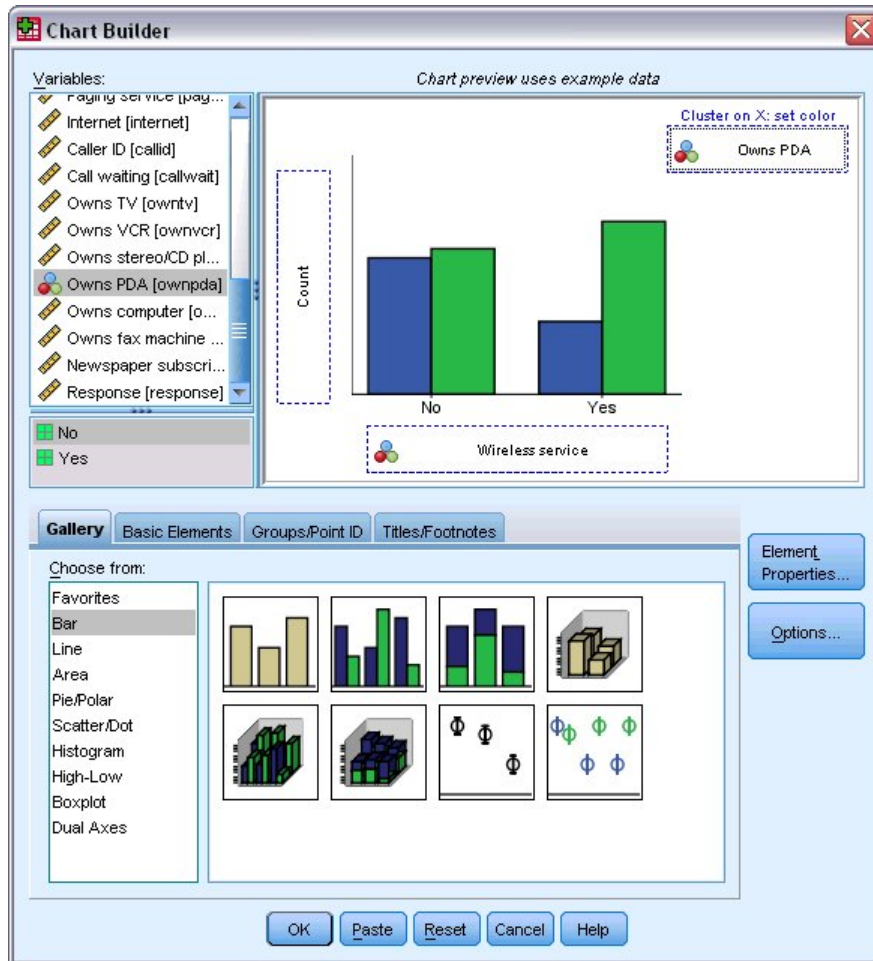 Chart Builder
Variables:
Chart preview uses example data
Paging service [pag...
Internet [internet]
Caller ID [callid]
Call waiting [callwait]
Owns TV [owntv]
Owns VCR [ownvcr]
Owns stereo/CD pl...
Owns PDA [ownpda]
Owns computer [o...
Owns fax machine ...
Newspaper subscri...
Response [response]
No
Yes
Cluster on X: set color
Owns PDA
Count
No
Yes
Wireless service
Gallery
Basic Elements
Groups/Point ID
Titles/Footnotes
Choose from:
Favorites
Bar
Line
Area
Pie/Polar
Scatter/Dot
Histogram
High-Low
Boxplot
Dual Axes
Element
Properties...
Options...
OK
Paste
Reset
Cancel
Help